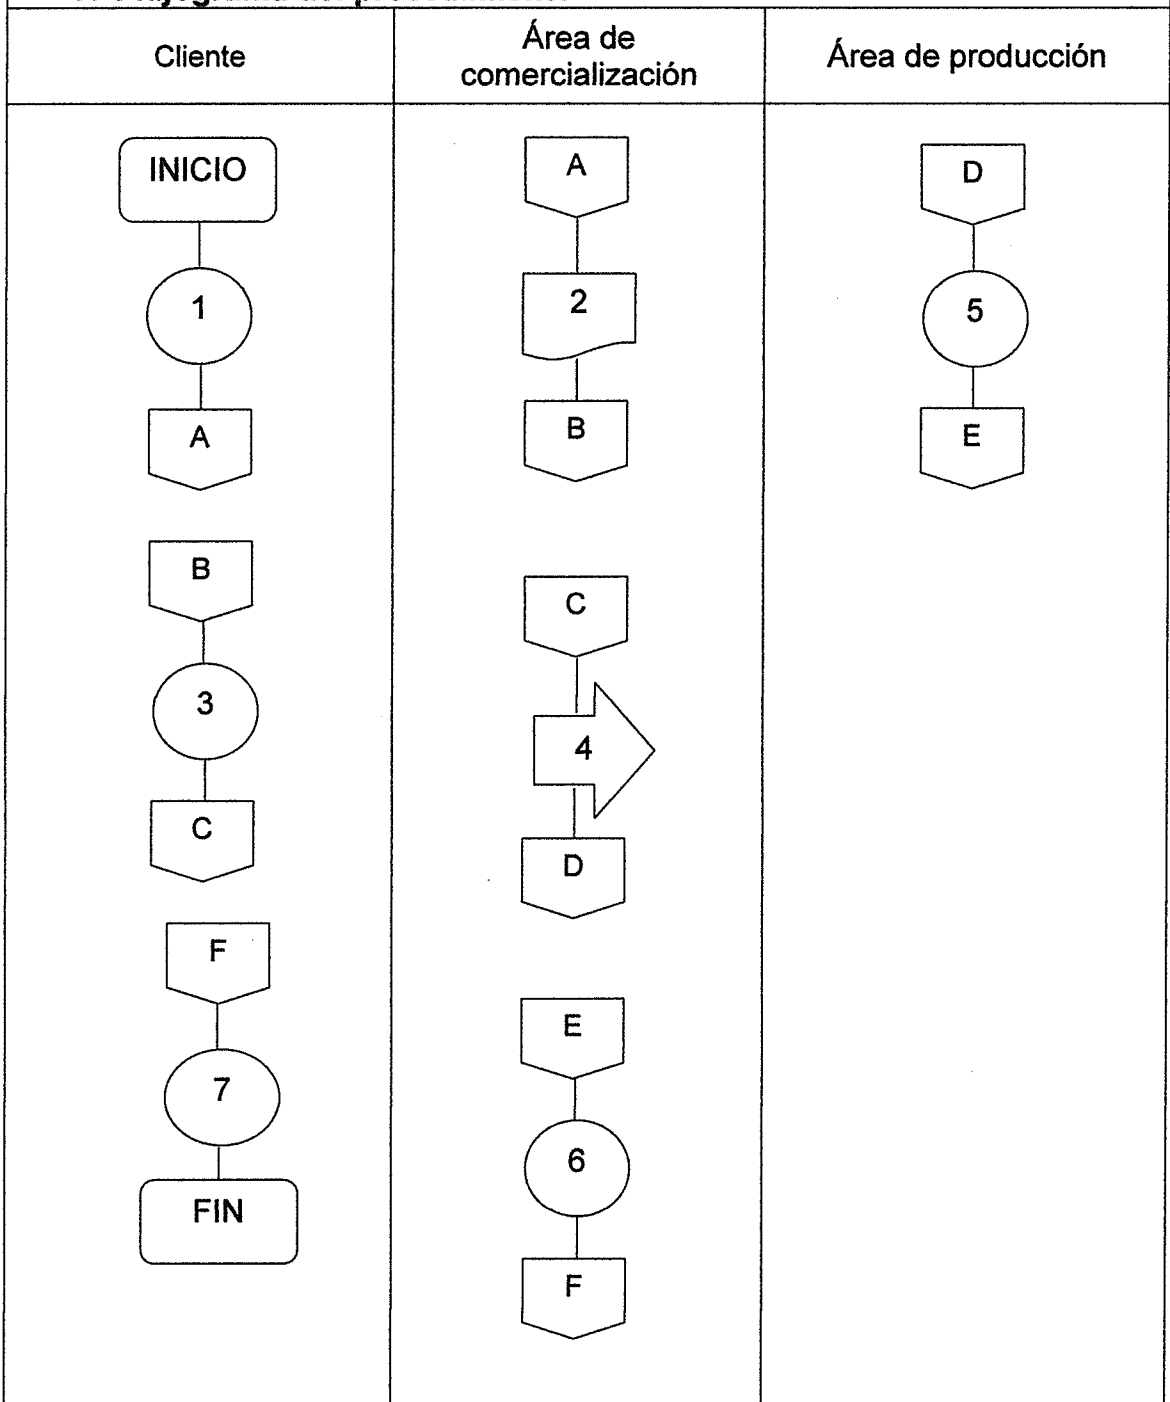 Cliente
Área de
comercialización
Área de producción
INICIO
1
A
B
3
C
F
7
FIN
A
2
B
C
4
D
E
6
F
D
5
E